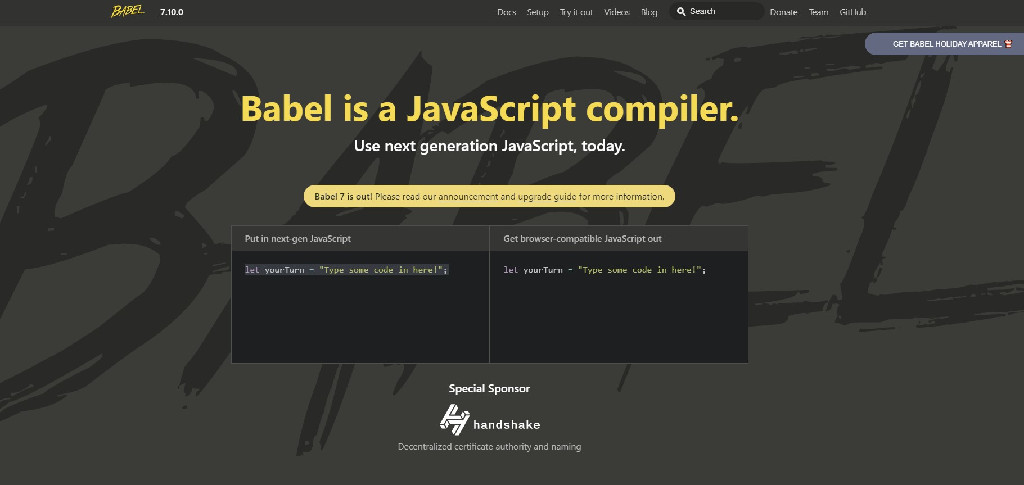 BABEL 7.10.0 Docs Setup Try it out Videos Blog Search Donate Team GitHub
GET BABEL HOLIDAY APPAREL
BABEL
Babel is a JavaScript compiler.
Use next generation JavaScript, today.
Babel 7 is out! Please read our announcement and upgrade guide for more information.
Put in next-gen JavaScript
Get browser-compatible JavaScript out
let yourTurn = "Type some code in here!";
let yourTurn = "Type some code in here!";
Special Sponsor
handshake
Decentralized certificate authority and naming